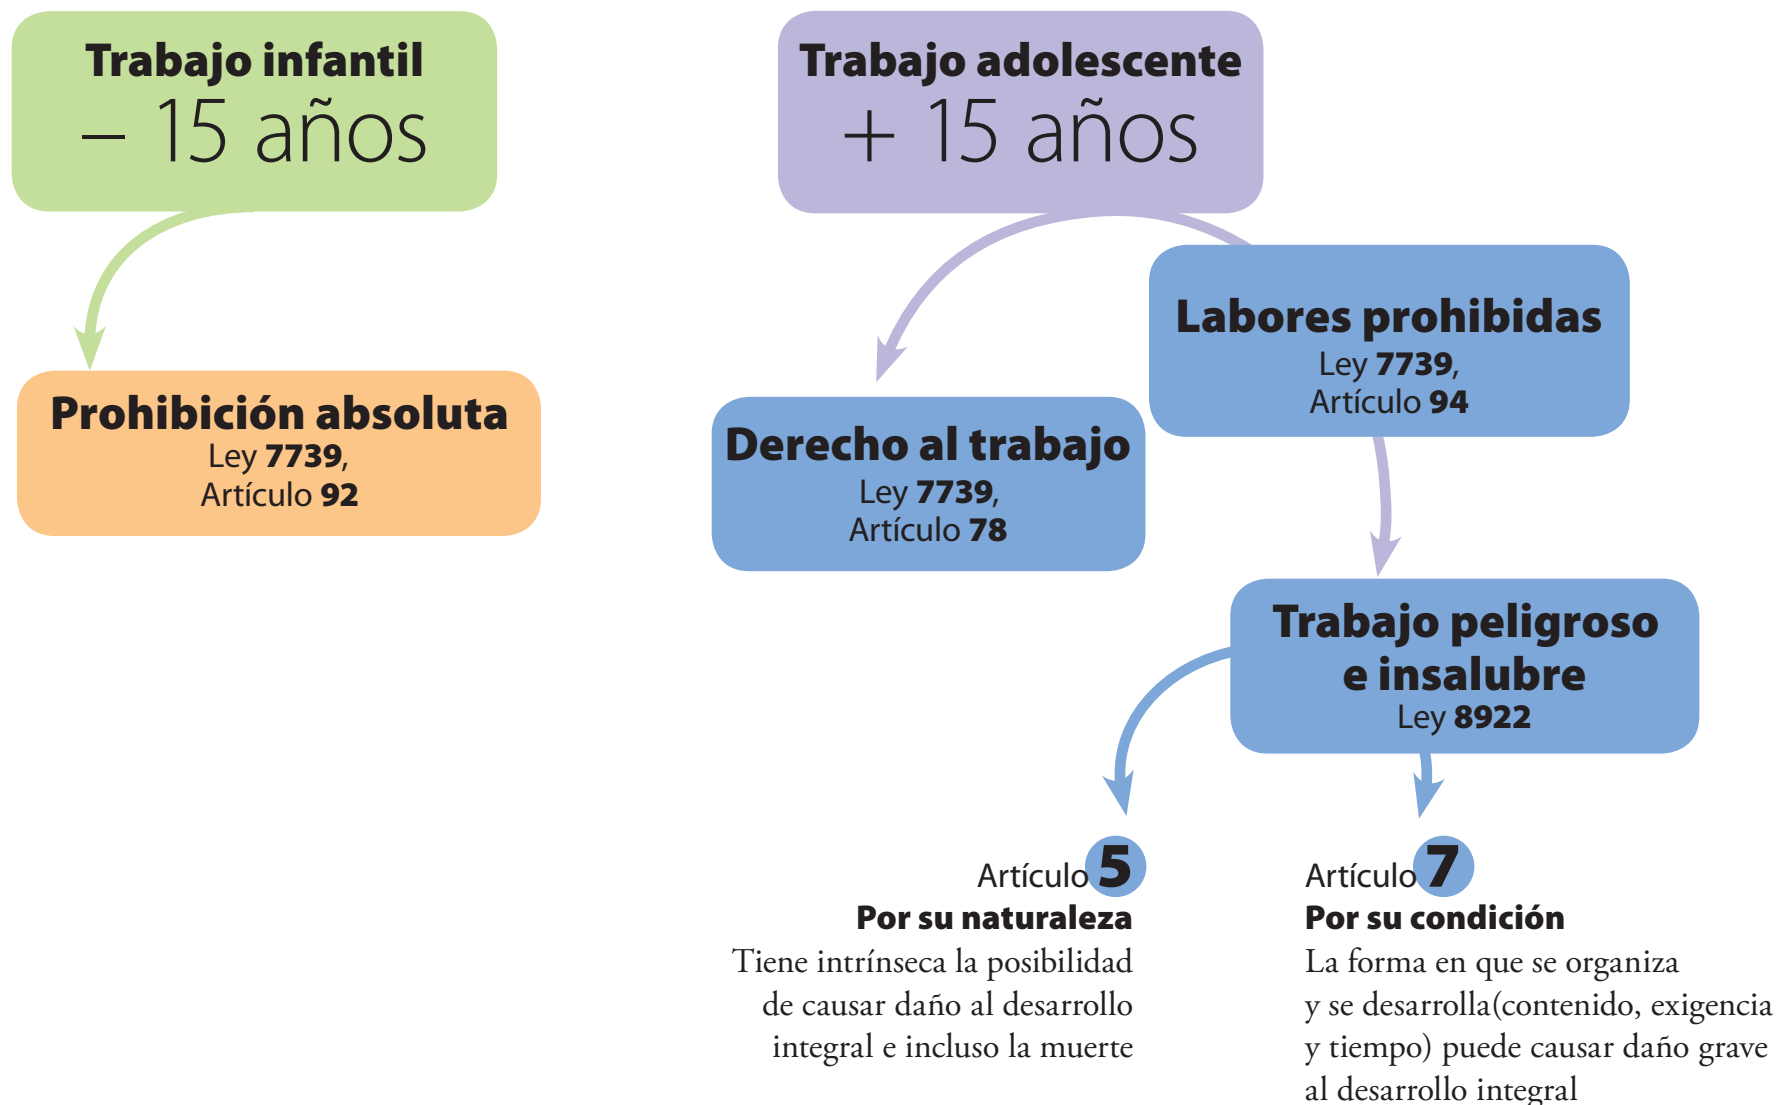 Trabajo infantil
– 15 años
Prohibición absoluta
Ley 7739,
Artículo 92
Trabajo adolescente
+ 15 años
Derecho al trabajo
Ley 7739,
Artículo 78
Labores prohibidas
Ley 7739,
Artículo 94
Trabajo peligroso
e insalubre
Ley 8922
Artículo 5
Por su naturaleza
Tiene intrínseca la posibilidad
de causar daño al desarrollo
integral e incluso la muerte
Artículo 7
Por su condición
La forma en que se organiza
y se desarrolla(contenido, exigencia
y tiempo) puede causar daño grave
al desarrollo integral